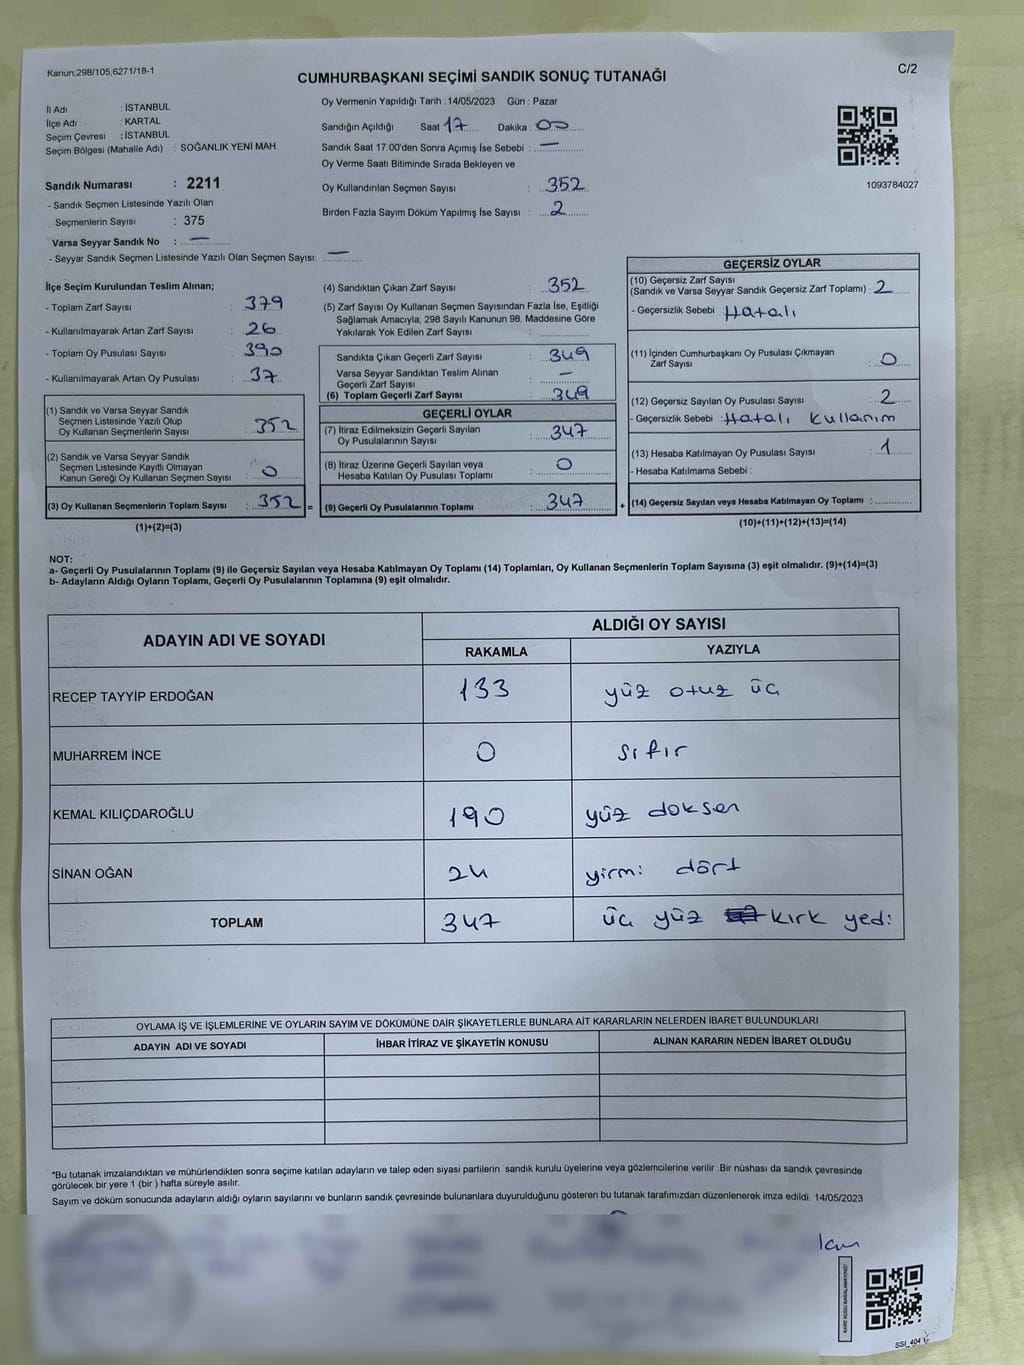 Kanun:298/105,6271/18-1
C/2
CUMHURBAŞKANI SEÇİMİ SANDIK SONUÇ TUTANAĞI
İl Adı : İSTANBUL
İlçe Adı : KARTAL
Seçim Çevresi : İSTANBUL
Seçim Bölgesi (Mahalle Adı) : SOĞANLIK YENİ MAH.
Sandık Numarası : 2211
- Sandık Seçmen Listesinde Yazılı Olan
Seçmenlerin Sayısı : 375
Varsa Seyyar Sandık No : —
- Seyyar Sandık Seçmen Listesinde Yazılı Olan Seçmen Sayısı: —
Oy Vermenin Yapıldığı Tarih : 14/05/2023 Gün : Pazar
Sandığın Açıldığı Saat 17 Dakika : 00
Sandık Saat 17:00'den Sonra Açımış İse Sebebi : —
Oy Verme Saati Bitiminde Sırada Bekleyen ve
Oy Kullandırılan Seçmen Sayısı : 352
Birden Fazla Sayım Döküm Yapılmış İse Sayısı : 2
1093784027
İlçe Seçim Kurulundan Teslim Alınan;
- Toplam Zarf Sayısı : 379
- Kullanılmayarak Artan Zarf Sayısı : 26
- Toplam Oy Pusulası Sayısı : 390
- Kullanılmayarak Artan Oy Pusulası : 37
(1) Sandık ve Varsa Seyyar Sandık
Seçmen Listesinde Yazılı Olup
Oy Kullanan Seçmenlerin Sayısı : 352
(2) Sandık ve Varsa Seyyar Sandık
Seçmen Listesinde Kayıtlı Olmayan
Kanun Gereği Oy Kullanan Seçmen Sayısı : 0
(3) Oy Kullanan Seçmenlerin Toplam Sayısı : 352 =
(1)+(2)=(3)
(4) Sandıktan Çıkan Zarf Sayısı : 352
(5) Zarf Sayısı Oy Kullanan Seçmen Sayısından Fazla İse, Eşitliği
Sağlamak Amacıyla; 298 Sayılı Kanunun 98. Maddesine Göre
Yakılarak Yok Edilen Zarf Sayısı :
Sandıkta Çıkan Geçerli Zarf Sayısı : 349
Varsa Seyyar Sandıktan Teslim Alınan
Geçerli Zarf Sayısı : —
(6) Toplam Geçerli Zarf Sayısı : 349
GEÇERLİ OYLAR
(7) İtiraz Edilmeksizin Geçerli Sayılan
Oy Pusulalarının Sayısı : 347
(8) İtiraz Üzerine Geçerli Sayılan veya
Hesaba Katılan Oy Pusulası Toplamı : 0
(9) Geçerli Oy Pusulalarının Toplamı : 347 +
GEÇERSİZ OYLAR
(10) Geçersiz Zarf Sayısı
(Sandık ve Varsa Seyyar Sandık Geçersiz Zarf Toplamı) : 2
- Geçersizlik Sebebi : Hatalı
(11) İçinden Cumhurbaşkanı Oy Pusulası Çıkmayan
Zarf Sayısı : 0
(12) Geçersiz Sayılan Oy Pusulası Sayısı : 2
- Geçersizlik Sebebi : Hatalı kullanım
(13) Hesaba Katılmayan Oy Pusulası Sayısı : 1
- Hesaba Katılmama Sebebi :
(14) Geçersiz Sayılan veya Hesaba Katılmayan Oy Toplamı :
(10)+(11)+(12)+(13)=(14)
NOT:
a- Geçerli Oy Pusulalarının Toplamı (9) ile Geçersiz Sayılan veya Hesaba Katılmayan Oy Toplamı (14) Toplamları, Oy Kullanan Seçmenlerin Toplam Sayısına (3) eşit olmalıdır. (9)+(14)=(3)
b- Adayların Aldığı Oyların Toplamı, Geçerli Oy Pusulalarının Toplamına (9) eşit olmalıdır.
ADAYIN ADI VE SOYADI ALDIĞI OY SAYISI
RAKAMLA YAZIYLA
RECEP TAYYİP ERDOĞAN 133 yüz otuz üç
MUHARREM İNCE 0 sıfır
KEMAL KILIÇDAROĞLU 190 yüz doksen
SİNAN OĞAN 24 yirmi dört
TOPLAM 347 üç yüz kırk yedi
OYLAMA İŞ VE İŞLEMLERİNE VE OYLARIN SAYIM VE DÖKÜMÜNE DAİR ŞİKAYETLERLE BUNLARA AİT KARARLARIN NELERDEN İBARET BULUNDUKLARI
ADAYIN ADI VE SOYADI İHBAR İTİRAZ VE ŞİKAYETİN KONUSU ALINAN KARARIN NEDEN İBARET OLDUĞU
*Bu tutanak imzalandıktan ve mühürlendikten sonra seçime katılan adayların ve talep eden siyasi partilerin sandık kurulu üyelerine veya gözlemcilerine verilir .Bir nüshası da sandık çevresinde
görülecek bir yere 1 (bir ) hafta süreyle asılır.
Sayım ve döküm sonucunda adayların aldığı oyların sayılarını ve bunların sandık çevresinde bulunanlara duyurulduğunu gösteren bu tutanak tarafımızdan düzenlenerek imza edildi. 14/05/2023